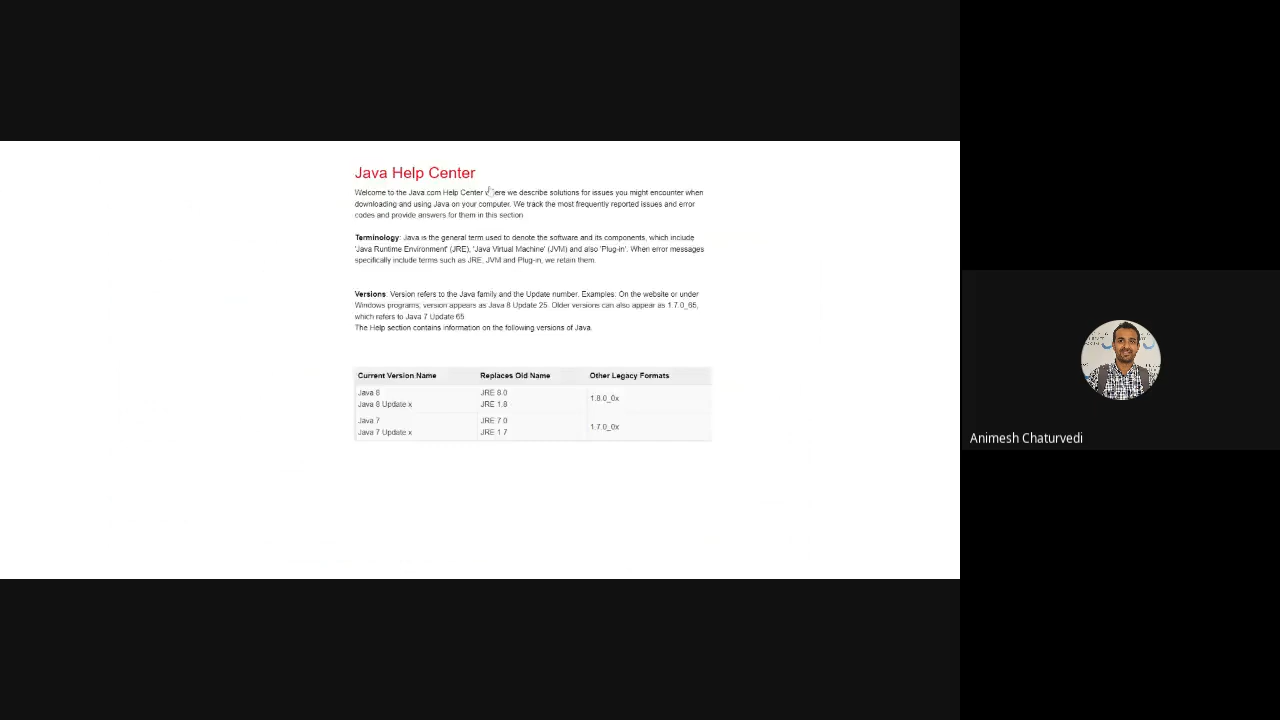 Java Help Center
Welcome to the Java.com Help Center where we describe solutions for issues you might encounter when
downloading and using Java on your computer. We track the most frequently reported issues and error
codes and provide answers for them in this section
Terminology: Java is the general term used to denote the software and its components, which include
'Java Runtime Environment' (JRE), 'Java Virtual Machine' (JVM) and also 'Plug-in'. When error messages
specifically include terms such as JRE, JVM and Plug-in, we retain them.
Versions: Version refers to the Java family and the Update number. Examples: On the website or under
Windows programs, version appears as Java 8 Update 25. Older versions can also appear as 1.7.0_65,
which refers to Java 7 Update 65
The Help section contains information on the following versions of Java.
Current Version Name Replaces Old Name Other Legacy Formats
Java 8 JRE 8.0
1.8.0_0x
Java 8 Update x JRE 1.8
Java 7 JRE 7.0
1.7.0_0x
Java 7 Update x JRE 1.7
Animesh Chaturvedi